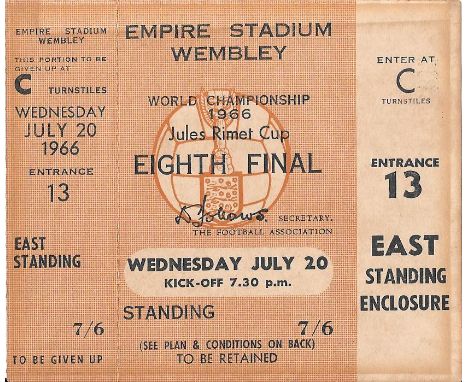 EMPIRE STADIUM
WEMBLEY
THIS PORTION TO BE
GIVEN UP AT
C TURNSTILES
WEDNESDAY
JULY 20
1966
ENTRANCE
13
EAST
STANDING
7/6
TO BE GIVEN UP
EMPIRE STADIUM
WEMBLEY
WORLD CHAMPIONSHIP
1966
Jules Rimet Cup
EIGHTH FINAL
D Follows. SECRETARY,
THE FOOTBALL ASSOCIATION
WEDNESDAY JULY 20
KICK-OFF 7.30 p.m.
STANDING
7/6
(SEE PLAN & CONDITIONS ON BACK)
TO BE RETAINED
ENTER AT
C
TURNSTILES
ENTRANCE
13
EAST
STANDING
ENCLOSURE